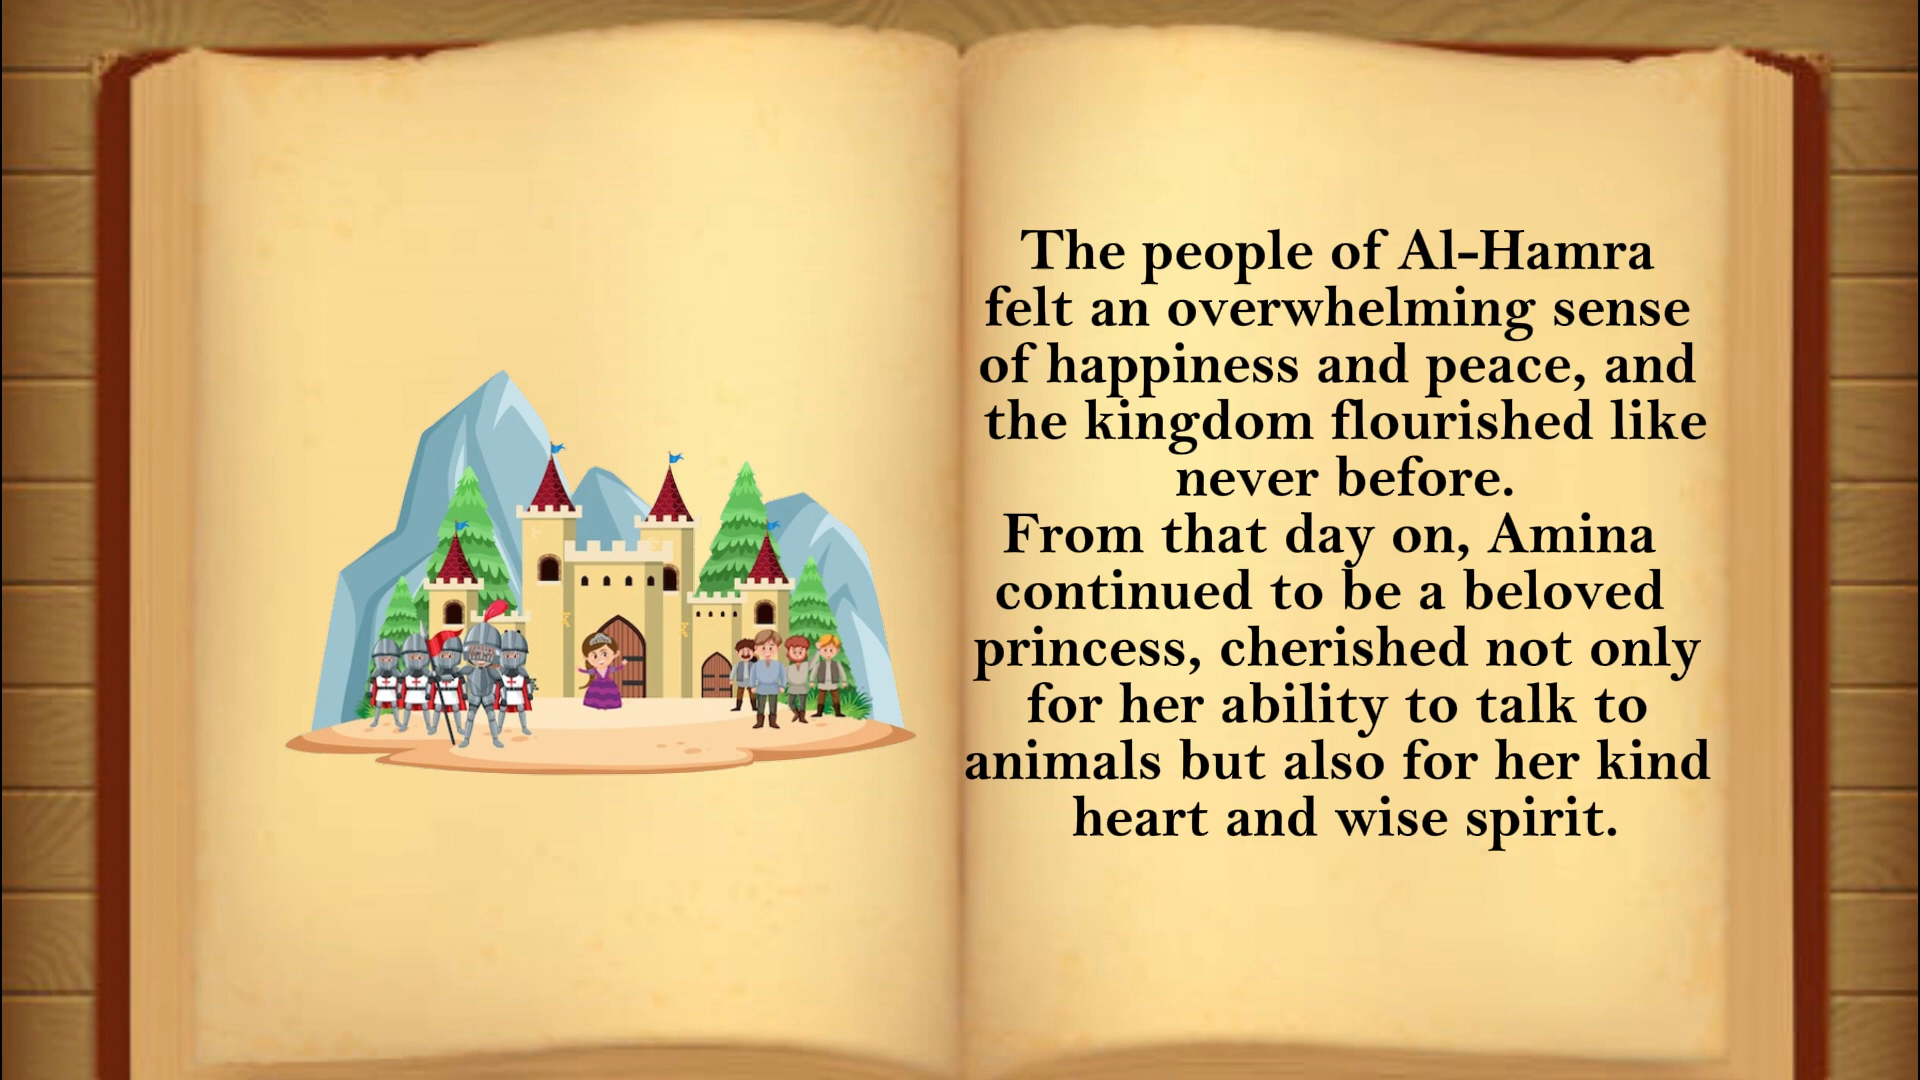 The people of Al-Hamra
felt an overwhelming sense
of happiness and peace, and
the kingdom flourished like
never before.
From that day on, Amina
continued to be a beloved
princess, cherished not only
for her ability to talk to
animals but also for her kind
heart and wise spirit.